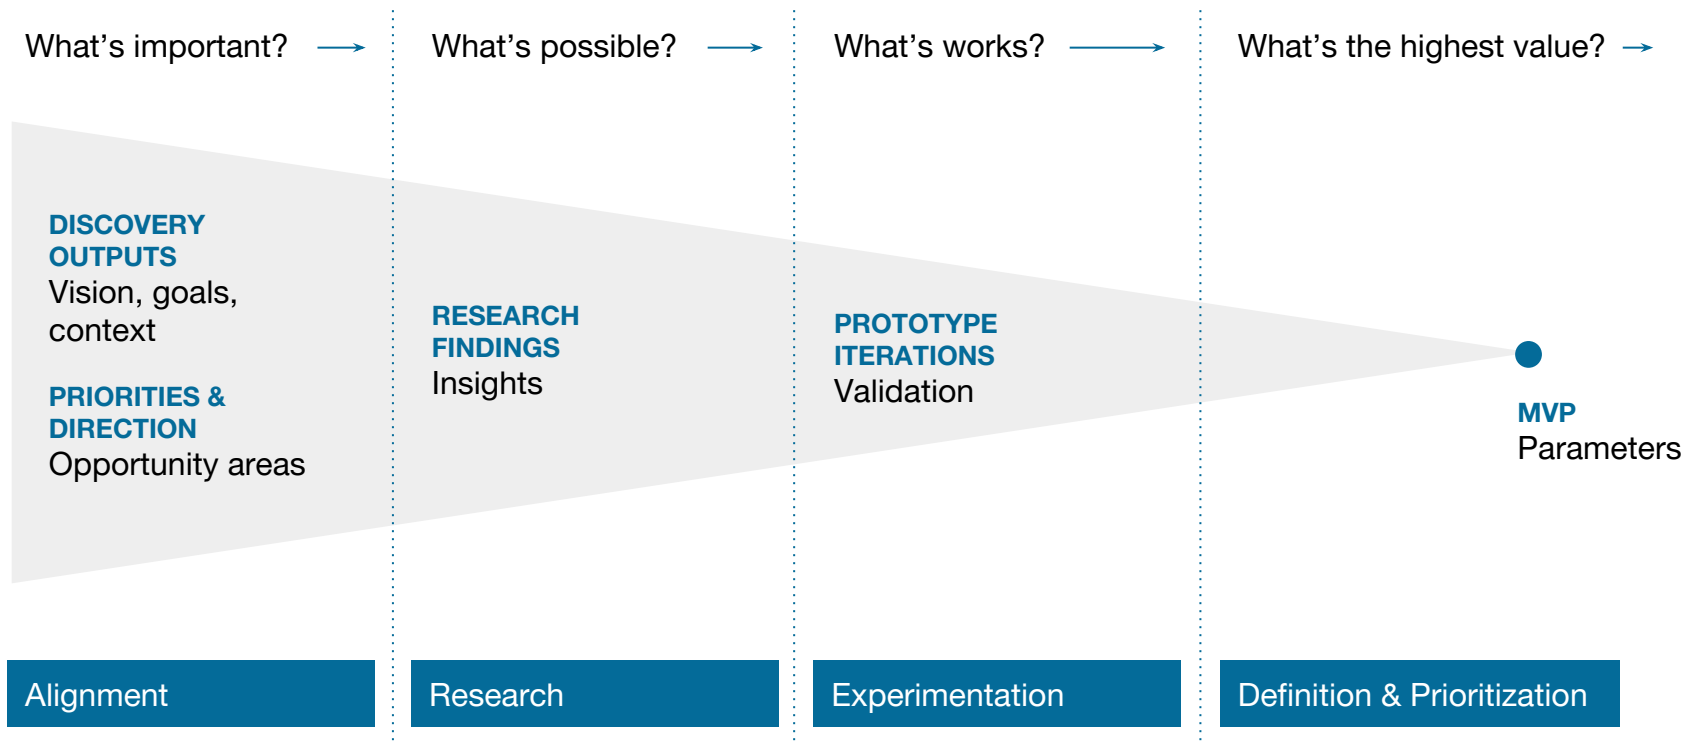 What's important?
What's possible?
What's works?
What's the highest value?
DISCOVERY
OUTPUTS
Vision, goals,
context
PRIORITIES &
DIRECTION
Opportunity areas
RESEARCH
FINDINGS
Insights
PROTOTYPE
ITERATIONS
Validation
MVP
Parameters
Alignment
Research
Experimentation
Definition & Prioritization